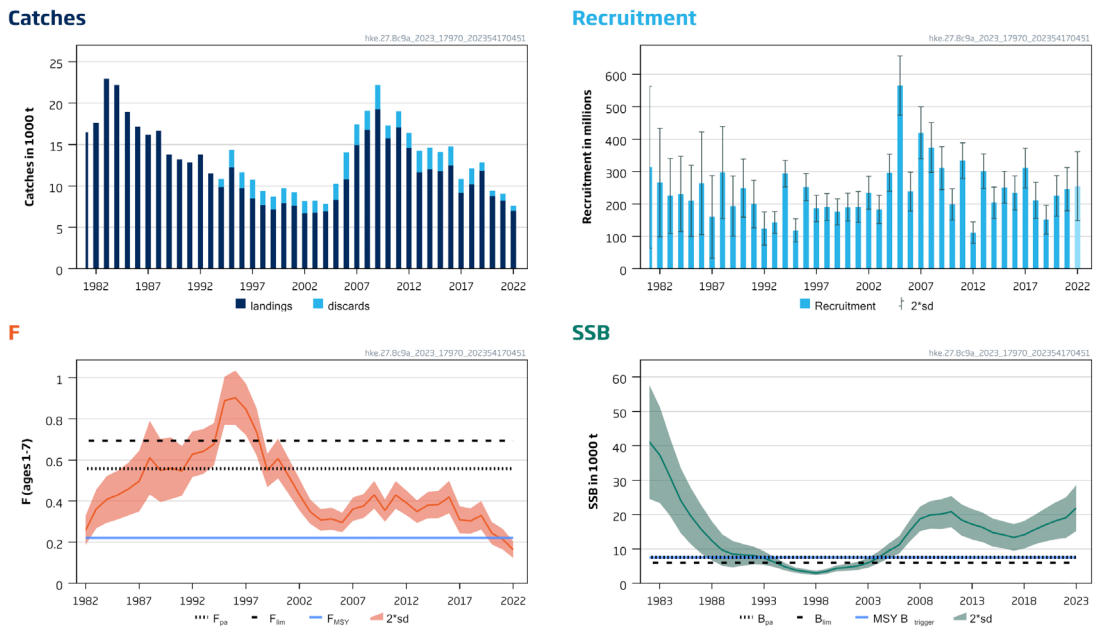 Catches
hke.27.8c9a_2023_17970_202354170451
Catches in 1000 t
25
20
15
10
5
0
1982 1987 1992 1997 2002 2007 2012 2017 2022
landings discards
Recruitment
hke.27.8c9a_2023_17970_202354170451
Recruitment in millions
600
500
400
300
200
100
0
1982 1987 1992 1997 2002 2007 2012 2017 2022
Recruitment 2*sd
F
F (ages 1-7)
1
0.8
0.6
0.4
0.2
0
1982 1987 1992 1997 2002 2007 2012 2017 2022
Fpa Flim FMSY 2*sd
SSB
hke.27.8c9a_2023_17970_202354170451
SSB in 1000 t
60
50
40
30
20
10
0
1983 1988 1993 1998 2003 2008 2013 2018 2023
Bpa Blim MSY Btrigger 2*sd
hke.27.8c9a_2023_17970_202354170451